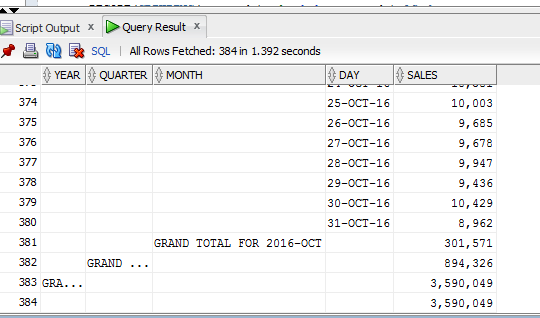 Script Output x Query Result x
SQL | All Rows Fetched: 384 in 1.392 seconds
YEAR QUARTER MONTH DAY SALES
374 25-OCT-16 10,003
375 26-OCT-16 9,685
376 27-OCT-16 9,678
377 28-OCT-16 9,947
378 29-OCT-16 9,436
379 30-OCT-16 10,429
380 31-OCT-16 8,962
381 GRAND TOTAL FOR 2016-OCT 301,571
382 GRAND ... 894,326
383 GRA... 3,590,049
384 3,590,049